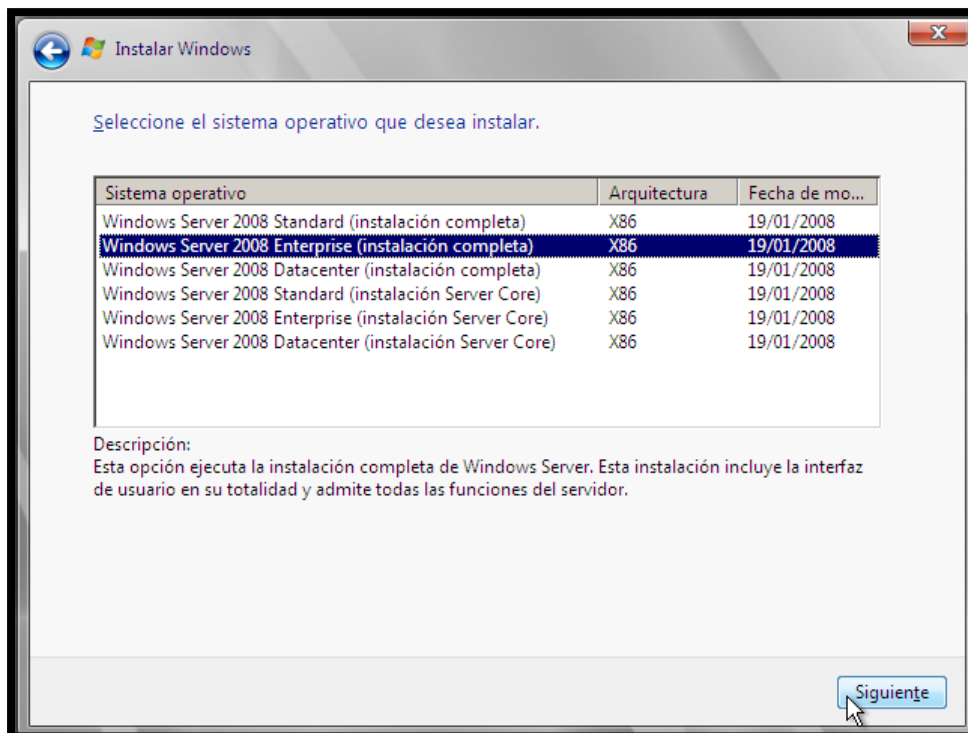 Instalar Windows
Seleccione el sistema operativo que desea instalar.
Sistema operativo Arquitectura Fecha de mo...
Windows Server 2008 Standard (instalación completa) X86 19/01/2008
Windows Server 2008 Enterprise (instalación completa) X86 19/01/2008
Windows Server 2008 Datacenter (instalación completa) X86 19/01/2008
Windows Server 2008 Standard (instalación Server Core) X86 19/01/2008
Windows Server 2008 Enterprise (instalación Server Core) X86 19/01/2008
Windows Server 2008 Datacenter (instalación Server Core) X86 19/01/2008
Descripción:
Esta opción ejecuta la instalación completa de Windows Server. Esta instalación incluye la interfaz
de usuario en su totalidad y admite todas las funciones del servidor.
Siguiente